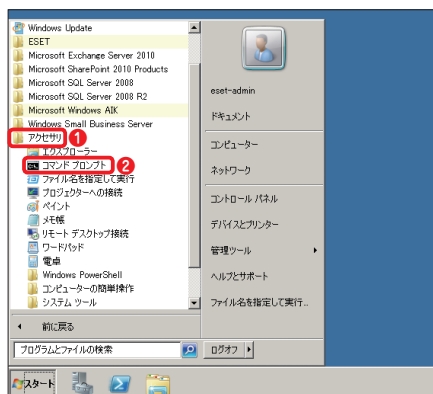 Windows Update
ESET
Microsoft Exchange Server 2010
Microsoft SharePoint 2010 Products
Microsoft SQL Server 2008
Microsoft SQL Server 2008 R2
Microsoft Windows AIK
Windows Small Business Server
アクセサリ ❶
エクスプローラー
コマンド プロンプト ❷
ファイル名を指定して実行
プロジェクターへの接続
ペイント
メモ帳
リモート デスクトップ接続
ワードパッド
電卓
Windows PowerShell
コンピューターの簡単操作
システム ツール
前に戻る
プログラムとファイルの検索
eset-admin
ドキュメント
コンピューター
ネットワーク
コントロール パネル
デバイスとプリンター
管理ツール
ヘルプとサポート
ファイル名を指定して実行...
ログオフ
スタート